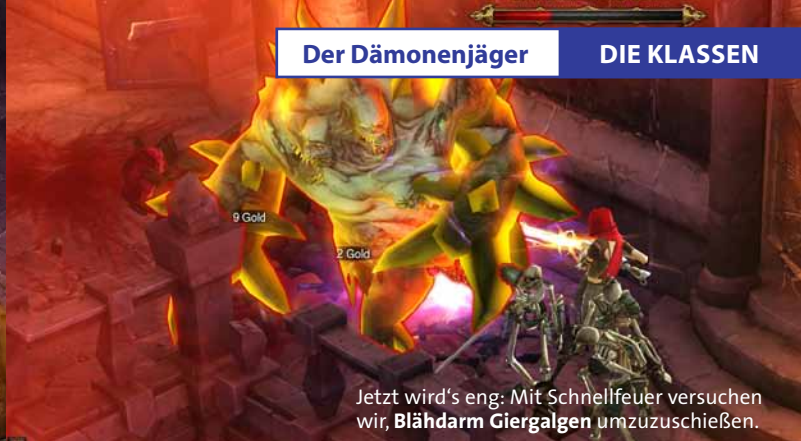 Der Dämonenjäger DIE KLASSEN
9 Gold
2 Gold
Jetzt wird's eng: Mit Schnellfeuer versuchen
wir, Blähdarm Giergalgen umzuzuschießen.